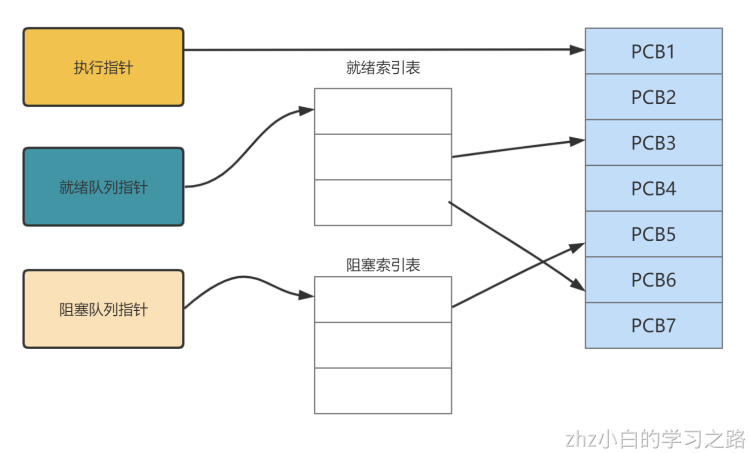 执行指针
就绪索引表
就绪队列指针
阻塞索引表
阻塞队列指针
PCB1
PCB2
PCB3
PCB4
PCB5
PCB6
PCB7
zhz小白的学习之路